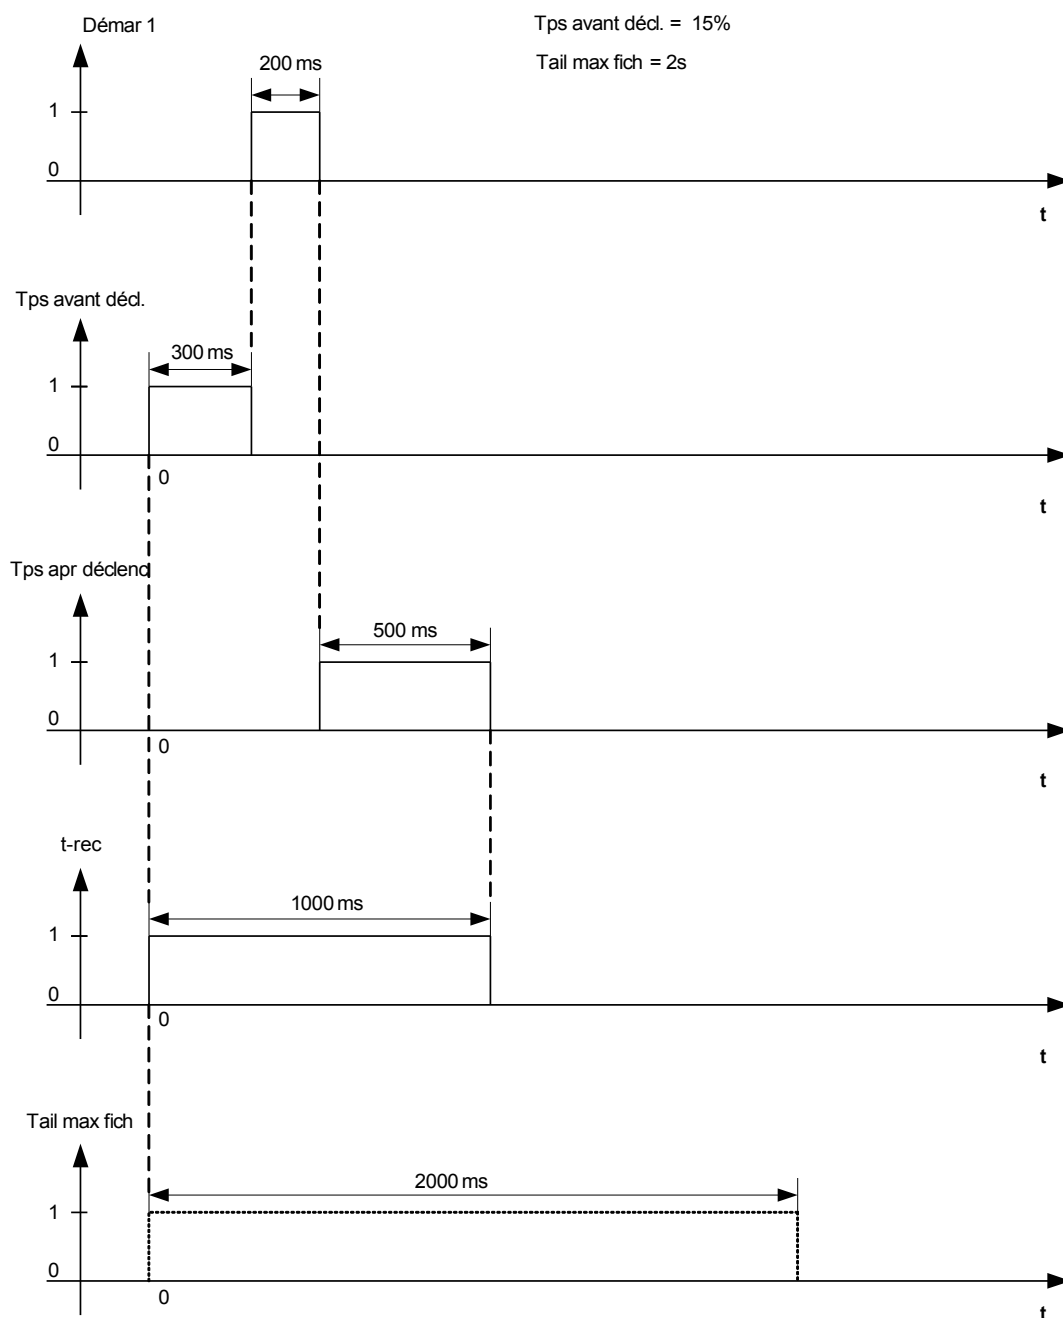 Démar 1
Tps avant décl. = 15%
Tail max fich = 2s
200 ms
1
0
t
Tps avant décl.
300 ms
1
0
0
t
Tps apr déclenc
500 ms
1
0
0
t
t-rec
1000 ms
1
0
0
t
Tail max fich
2000 ms
1
0
0
t